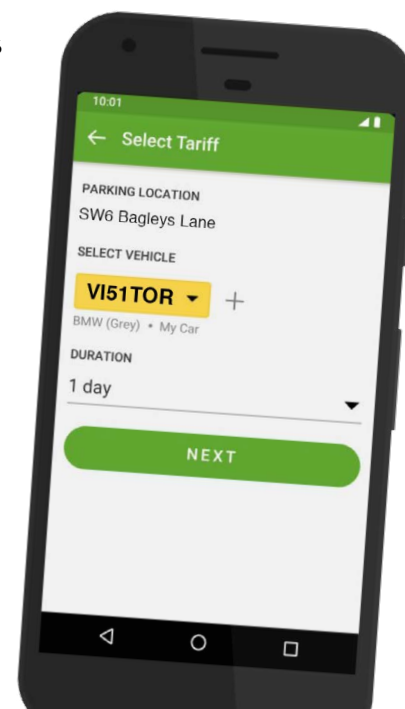 10:01
Select Tariff
PARKING LOCATION
SW6 Bagleys Lane
SELECT VEHICLE
VI51TOR
BMW (Grey) • My Car
DURATION
1 day
NEXT